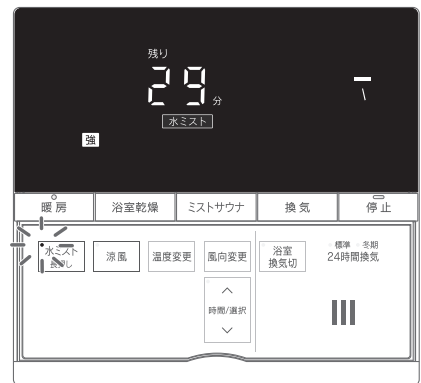 残り
29分
水ミスト
強
暖房 浴室乾燥 ミストサウナ 換気 停止
水ミスト
長押し
涼風 温度変更 風向変更
浴室
換気切
標準 冬期
24時間換気
時間/選択